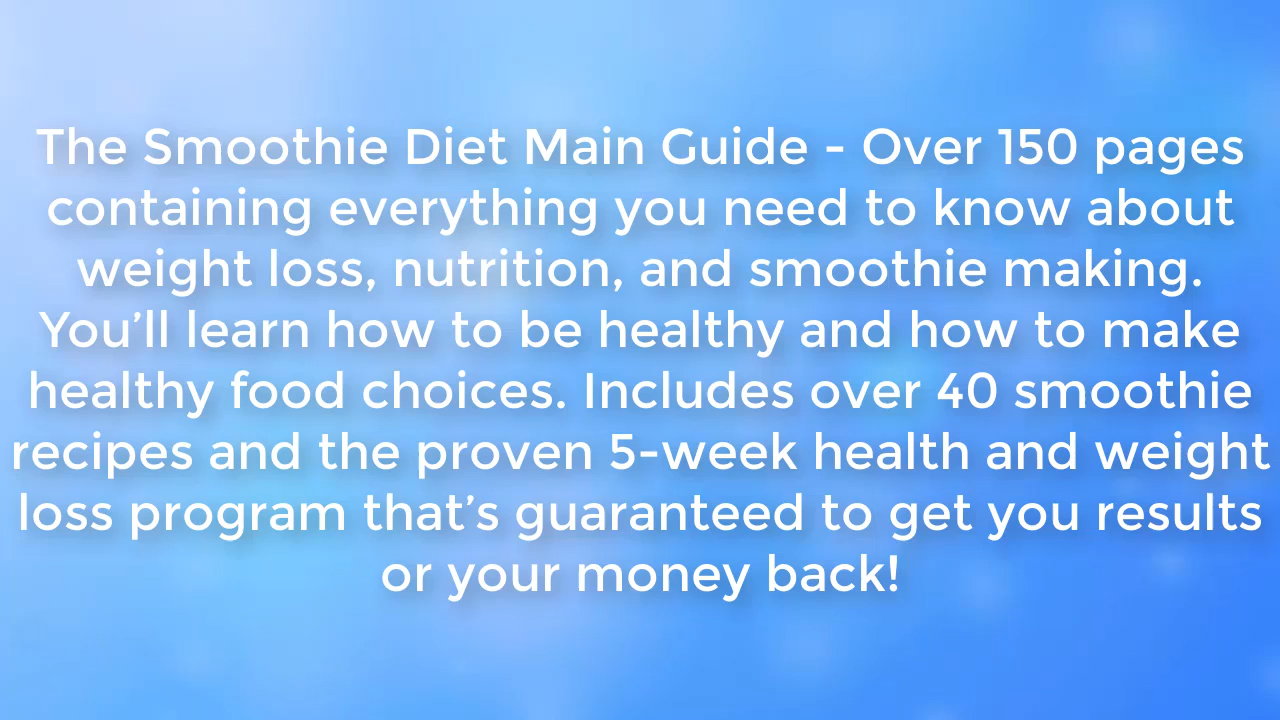 The Smoothie Diet Main Guide - Over 150 pages
containing everything you need to know about
weight loss, nutrition, and smoothie making.
You’ll learn how to be healthy and how to make
healthy food choices. Includes over 40 smoothie
recipes and the proven 5-week health and weight
loss program that’s guaranteed to get you results
or your money back!